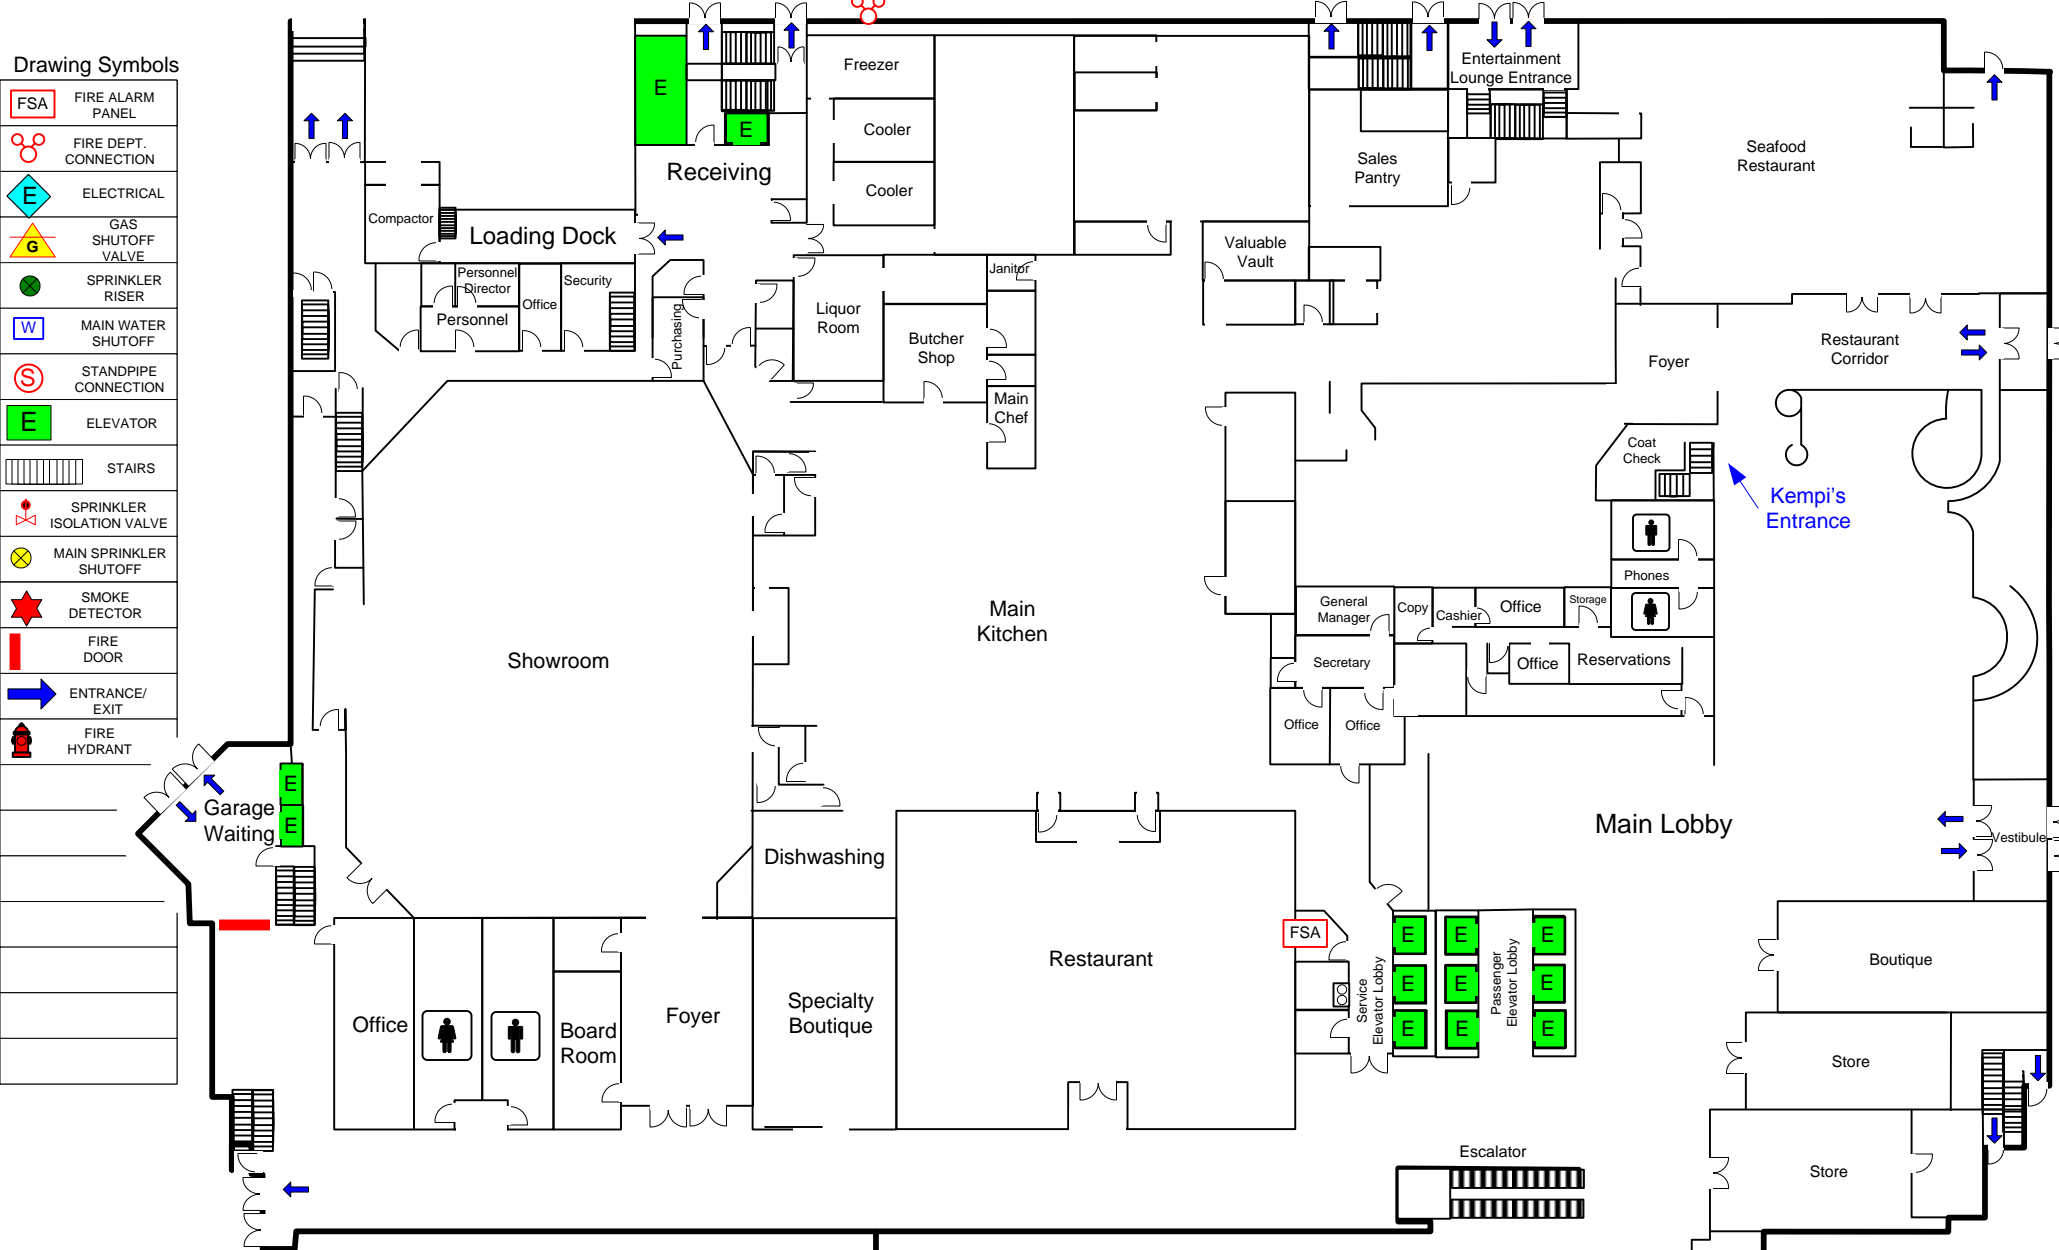 Drawing Symbols
FSA
FIRE ALARM
PANEL
FIRE DEPT.
CONNECTION
E
ELECTRICAL
G
GAS
SHUTOFF
VALVE
SPRINKLER
RISER
W
MAIN WATER
SHUTOFF
S
STANDPIPE
CONNECTION
E
ELEVATOR
STAIRS
SPRINKLER
ISOLATION VALVE
MAIN SPRINKLER
SHUTOFF
SMOKE
DETECTOR
FIRE
DOOR
ENTRANCE/
EXIT
FIRE
HYDRANT
E
E
Receiving
Freezer
Cooler
Cooler
Entertainment
Lounge Entrance
Sales
Pantry
Seafood
Restaurant
Compactor
Loading Dock
Valuable
Vault
Personnel
Director
Personnel
Office
Security
Purchasing
Liquor
Room
Janitor
Butcher
Shop
Main
Chef
Foyer
Restaurant
Corridor
Coat
Check
Kempi's
Entrance
Phones
General
Manager
Copy
Cashier
Office
Storage
Secretary
Office
Reservations
Office
Office
Main
Kitchen
Showroom
Garage
Waiting
E
E
Dishwashing
Main Lobby
Vestibule
FSA
Restaurant
Service
Elevator Lobby
E
E
E
E
E
E
Passenger
Elevator Lobby
E
E
E
Boutique
Office
Board
Room
Foyer
Specialty
Boutique
Store
Escalator
Store